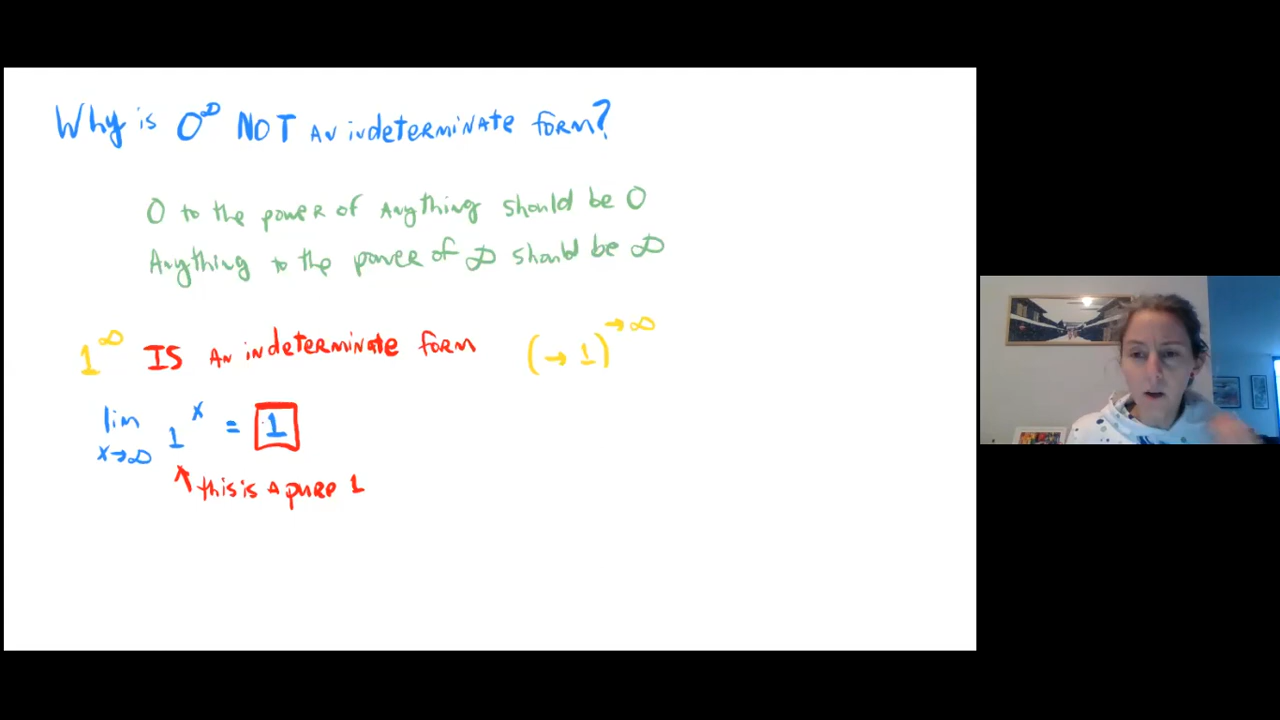 Why is 0^∞ NOT an indeterminate form?
0 to the power of Anything should be 0
Anything to the power of ∞ should be ∞
1^∞ IS An indeterminate form (→ 1)^→∞
lim x→∞ 1^x = 1
↑ this is a pure 1